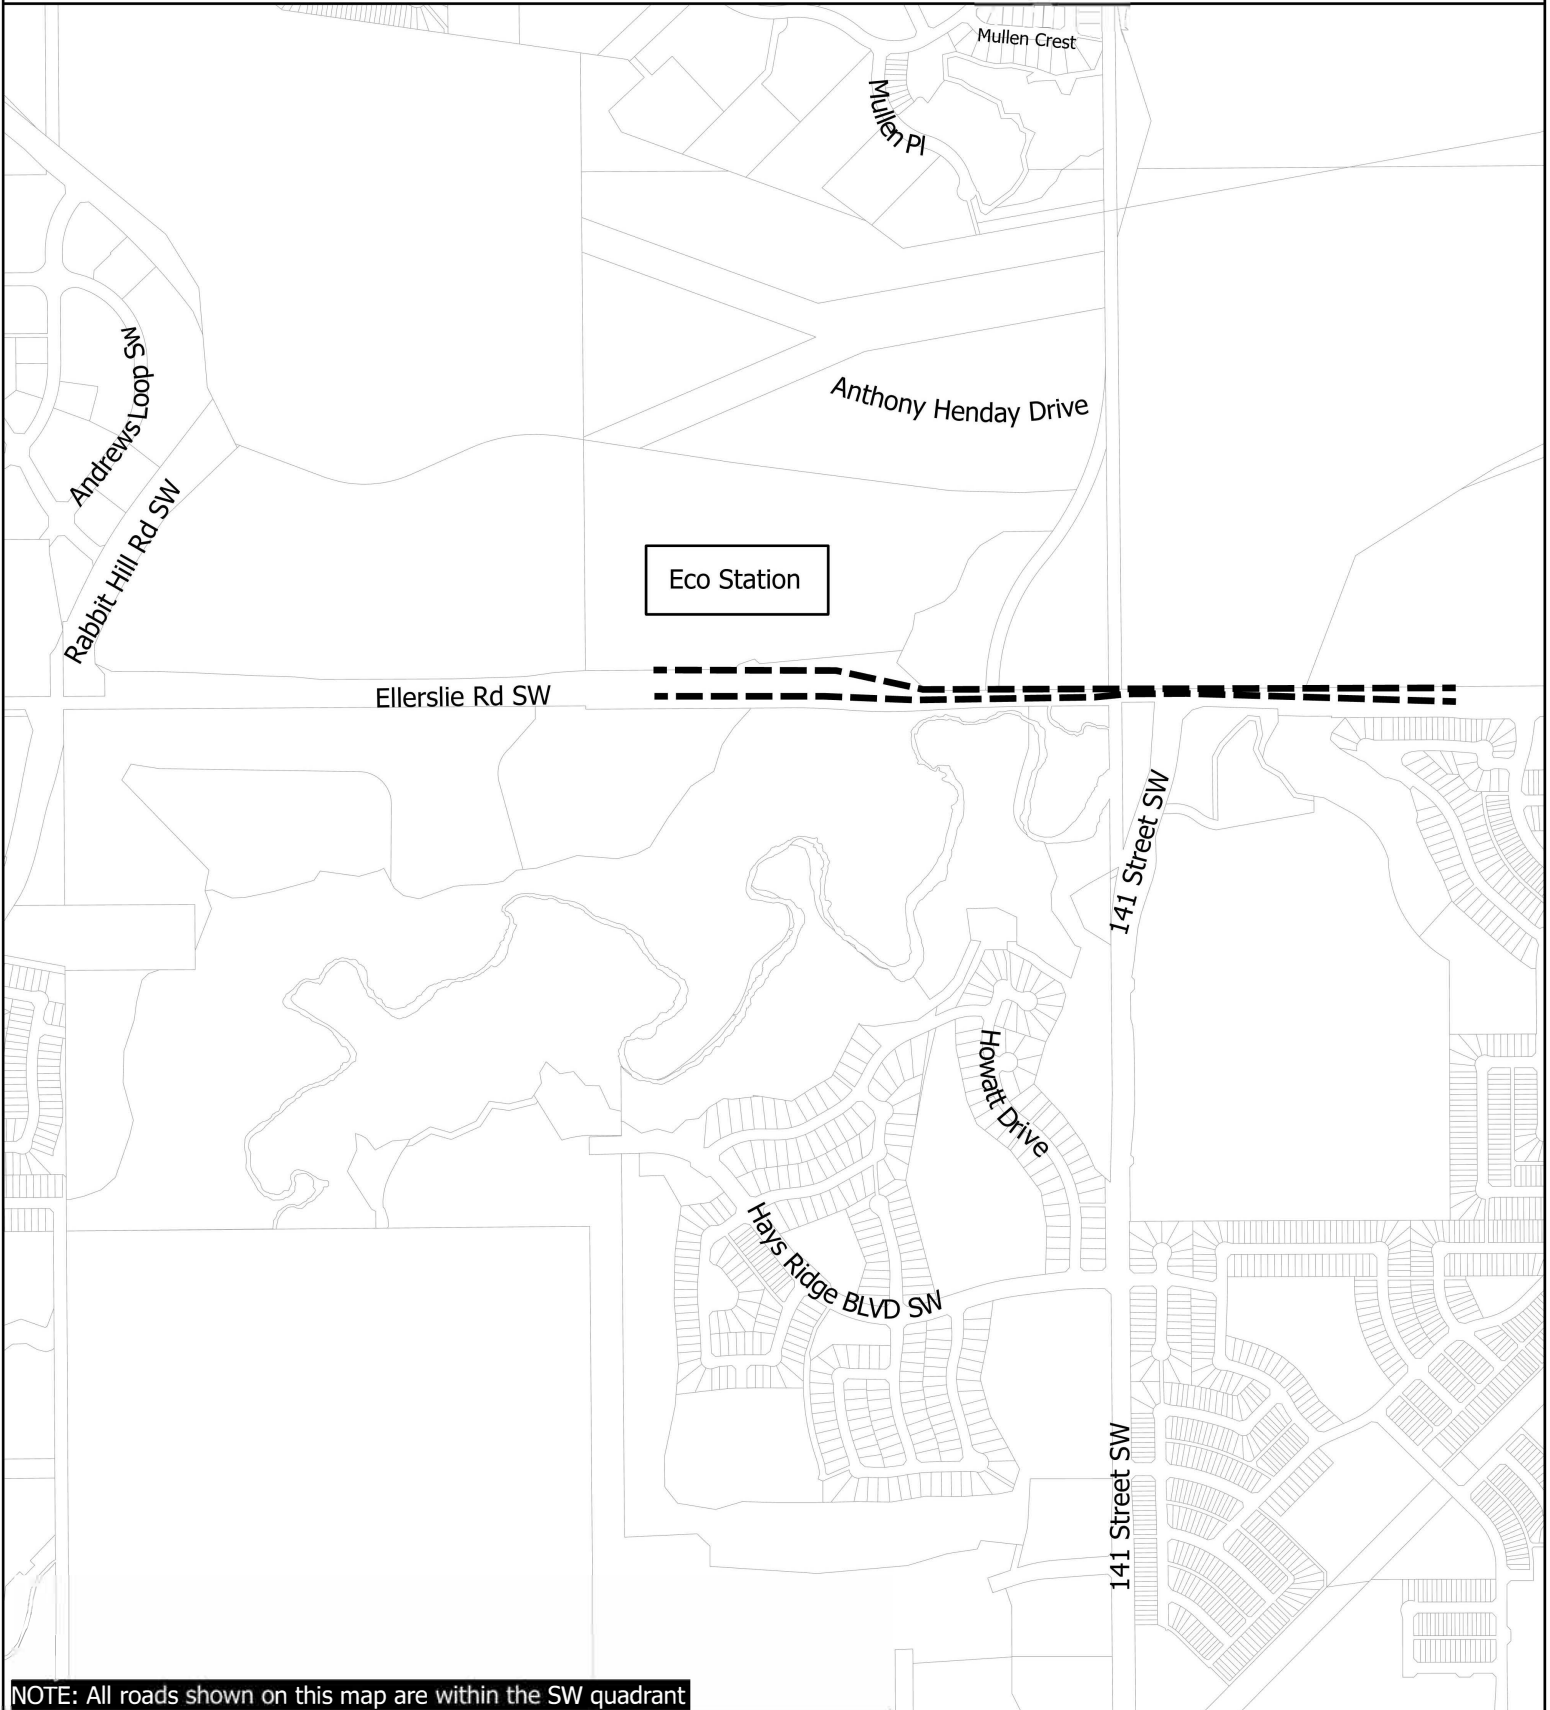 Mullen Crest
Mullen Pl
Andrews Loop SW
Anthony Henday Drive
Rabbit Hill Rd SW
Eco Station
Ellerslie Rd SW
141 Street SW
Howatt Drive
Hays Ridge BLVD SW
141 Street SW
NOTE: All roads shown on this map are within the SW quadrant